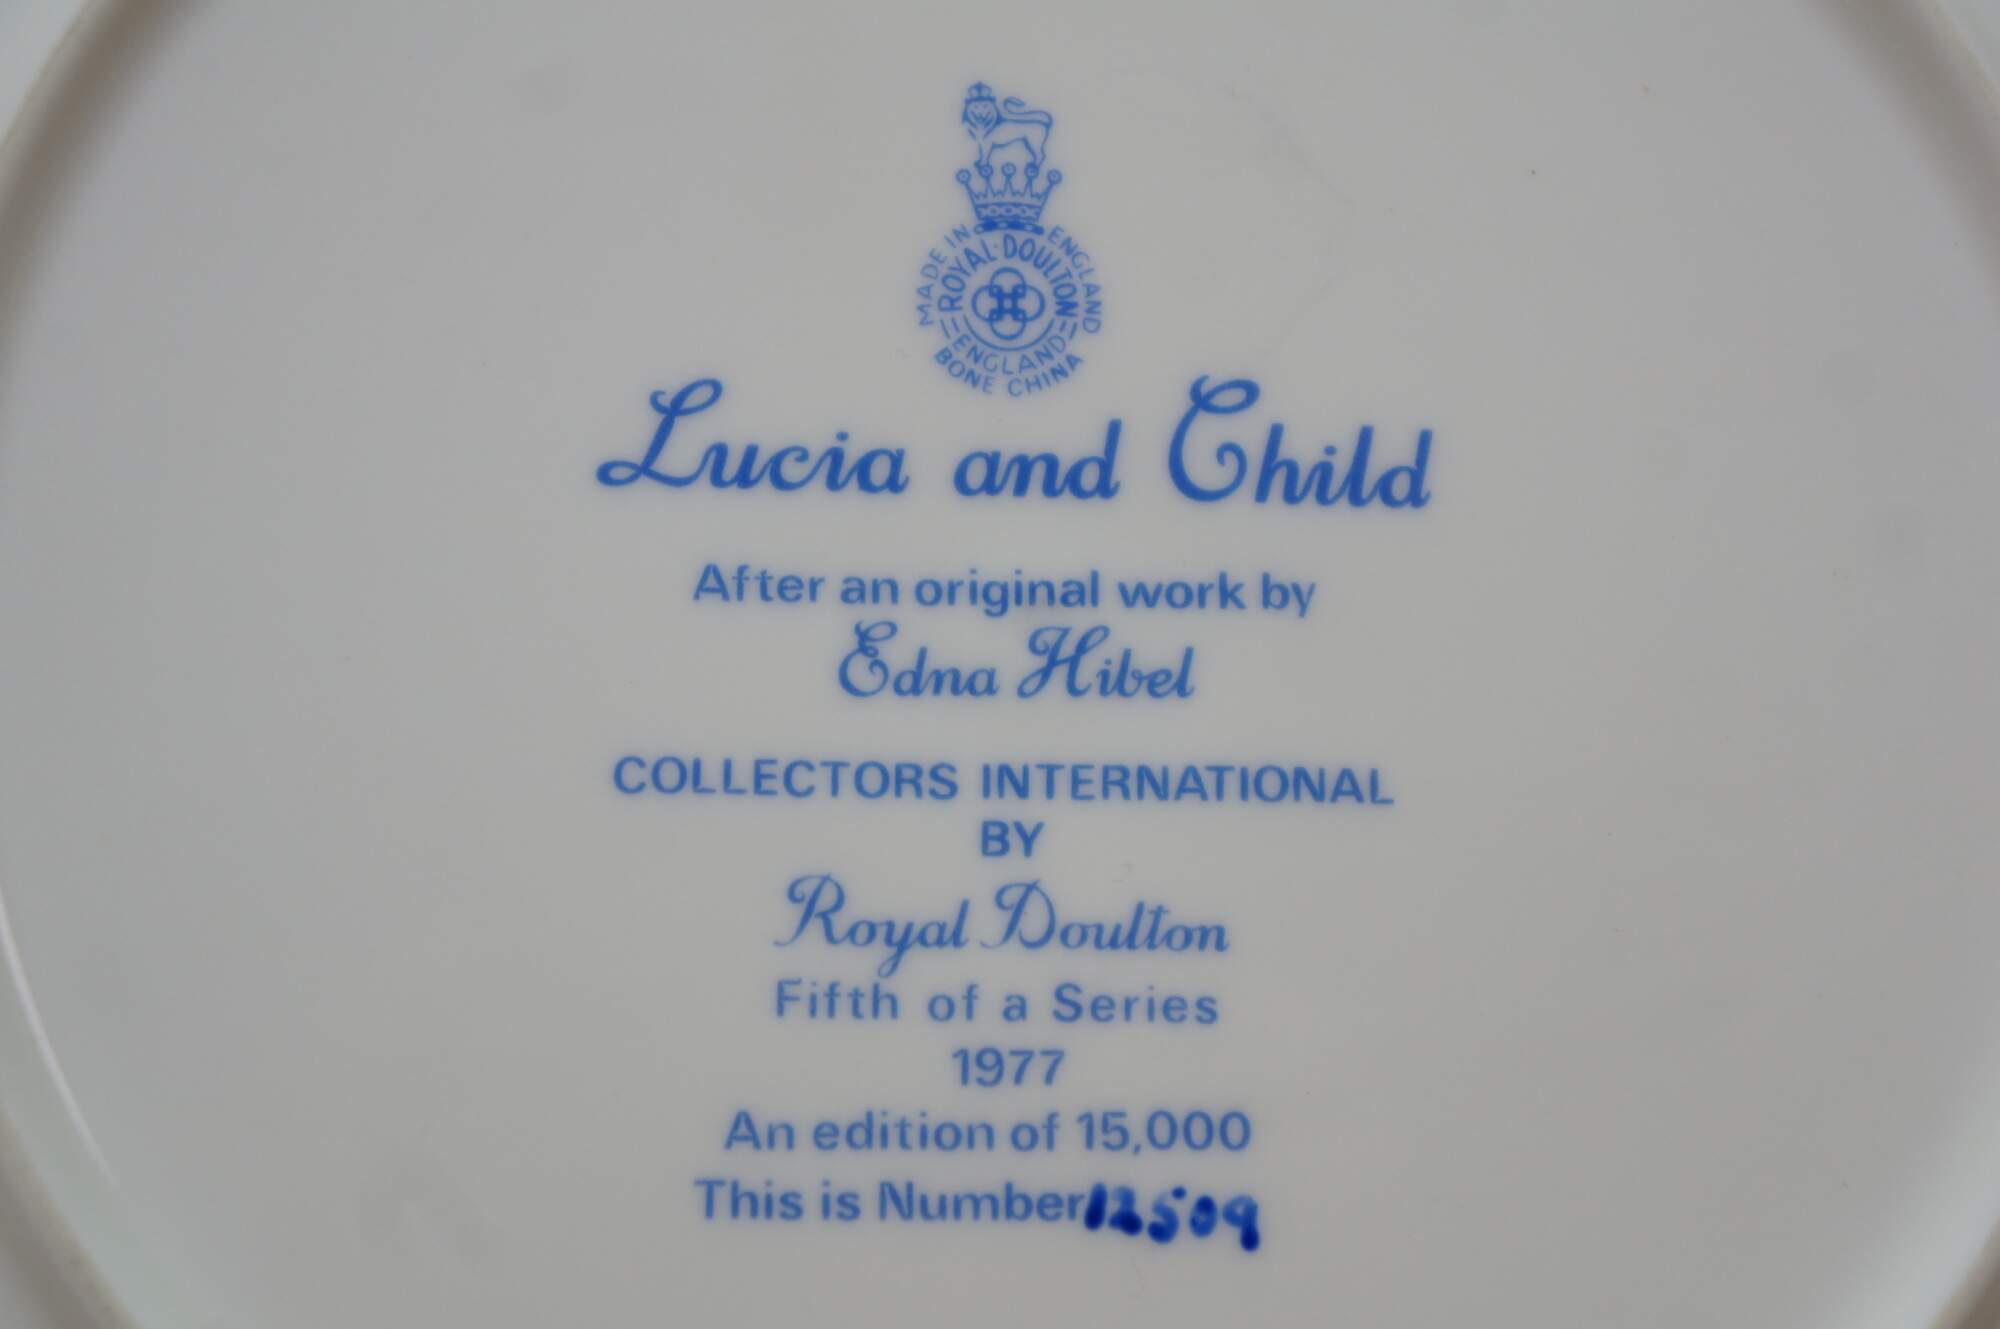 MADE IN ENGLAND
ROYAL·DOULTON
ENGLAND
BONE CHINA
Lucia and Child
After an original work by
Edna Hibel
COLLECTORS INTERNATIONAL
BY
Royal Doulton
Fifth of a Series
1977
An edition of 15,000
This is Number 12509